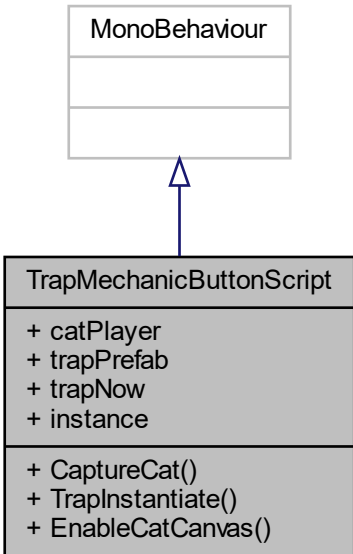 MonoBehaviour
TrapMechanicButtonScript
+ catPlayer
+ trapPrefab
+ trapNow
+ instance
+ CaptureCat()
+ TrapInstantiate()
+ EnableCatCanvas()